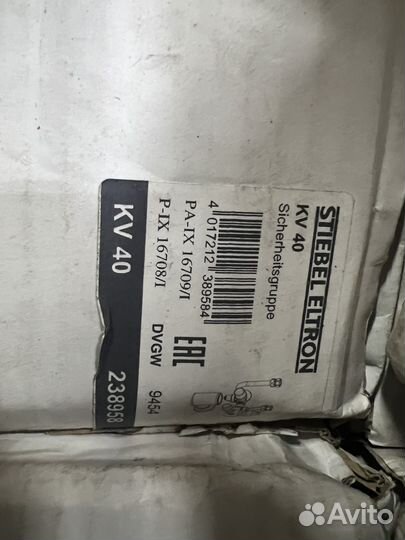 STIEBEL ELTRON
KV 40
Sicherheitsgruppe
4 017212 389584
PA-IX 16709/I
P-IX 16708/I
EAC
DVGW 9454
KV 40 238958
Avito